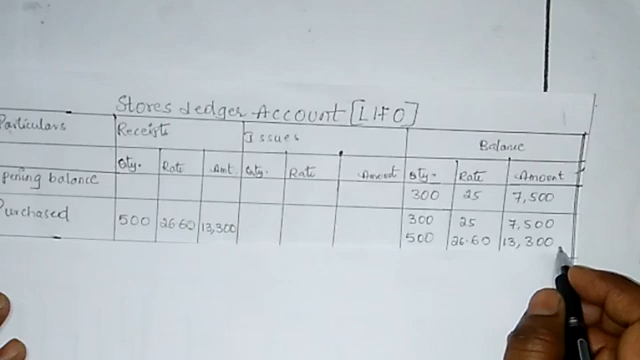 Stores Ledger Account [LIFO]
Particulars Receipts Issues Balance
Qty. Rate Amt. Qty. Rate Amount Qty. Rate Amount
pening balance 300 25 7,500
Purchased 500 26.60 13,300 300 25 7,500
500 26.60 13,300